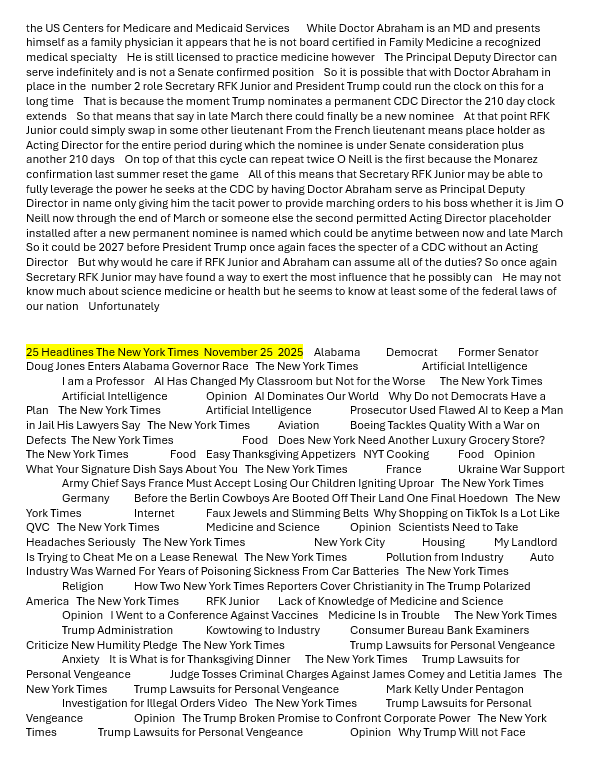 the US Centers for Medicare and Medicaid Services While Doctor Abraham is an MD and presents
himself as a family physician it appears that he is not board certified in Family Medicine a recognized
medical specialty He is still licensed to practice medicine however The Principal Deputy Director can
serve indefinitely and is not a Senate confirmed position So it is possible that with Doctor Abraham in
place in the number 2 role Secretary RFK Junior and President Trump could run the clock on this for a
long time That is because the moment Trump nominates a permanent CDC Director the 210 day clock
extends So that means that say in late March there could finally be a new nominee At that point RFK
Junior could simply swap in some other lieutenant From the French lieutenant means place holder as
Acting Director for the entire period during which the nominee is under Senate consideration plus
another 210 days On top of that this cycle can repeat twice O Neill is the first because the Monarez
confirmation last summer reset the game All of this means that Secretary RFK Junior may be able to
fully leverage the power he seeks at the CDC by having Doctor Abraham serve as Principal Deputy
Director in name only giving him the tacit power to provide marching orders to his boss whether it is Jim O
Neill now through the end of March or someone else the second permitted Acting Director placeholder
installed after a new permanent nominee is named which could be anytime between now and late March
So it could be 2027 before President Trump once again faces the specter of a CDC without an Acting
Director But why would he care if RFK Junior and Abraham can assume all of the duties? So once again
Secretary RFK Junior may have found a way to exert the most influence that he possibly can He may not
know much about science medicine or health but he seems to know at least some of the federal laws of
our nation Unfortunately
25 Headlines The New York Times November 25 2025 Alabama Democrat Former Senator
Doug Jones Enters Alabama Governor Race The New York Times Artificial Intelligence
I am a Professor AI Has Changed My Classroom but Not for the Worse The New York Times
Artificial Intelligence Opinion AI Dominates Our World Why Do not Democrats Have a
Plan The New York Times Artificial Intelligence Prosecutor Used Flawed AI to Keep a Man
in Jail His Lawyers Say The New York Times Aviation Boeing Tackles Quality With a War on
Defects The New York Times Food Does New York Need Another Luxury Grocery Store?
The New York Times Food Easy Thanksgiving Appetizers NYT Cooking Food Opinion
What Your Signature Dish Says About You The New York Times France Ukraine War Support
Army Chief Says France Must Accept Losing Our Children Igniting Uproar The New York Times
Germany Before the Berlin Cowboys Are Booted Off Their Land One Final Hoedown The New
York Times Internet Faux Jewels and Slimming Belts Why Shopping on TikTok Is a Lot Like
QVC The New York Times Medicine and Science Opinion Scientists Need to Take
Headaches Seriously The New York Times New York City Housing My Landlord
Is Trying to Cheat Me on a Lease Renewal The New York Times Pollution from Industry Auto
Industry Was Warned For Years of Poisoning Sickness From Car Batteries The New York Times
Religion How Two New York Times Reporters Cover Christianity in The Trump Polarized
America The New York Times RFK Junior Lack of Knowledge of Medicine and Science
Opinion I Went to a Conference Against Vaccines Medicine Is in Trouble The New York Times
Trump Administration Kowtowing to Industry Consumer Bureau Bank Examiners
Criticize New Humility Pledge The New York Times Trump Lawsuits for Personal Vengeance
Anxiety It is What is for Thanksgiving Dinner The New York Times Trump Lawsuits for
Personal Vengeance Judge Tosses Criminal Charges Against James Comey and Letitia James The
New York Times Trump Lawsuits for Personal Vengeance Mark Kelly Under Pentagon
Investigation for Illegal Orders Video The New York Times Trump Lawsuits for Personal
Vengeance Opinion The Trump Broken Promise to Confront Corporate Power The New York
Times Trump Lawsuits for Personal Vengeance Opinion Why Trump Will not Face